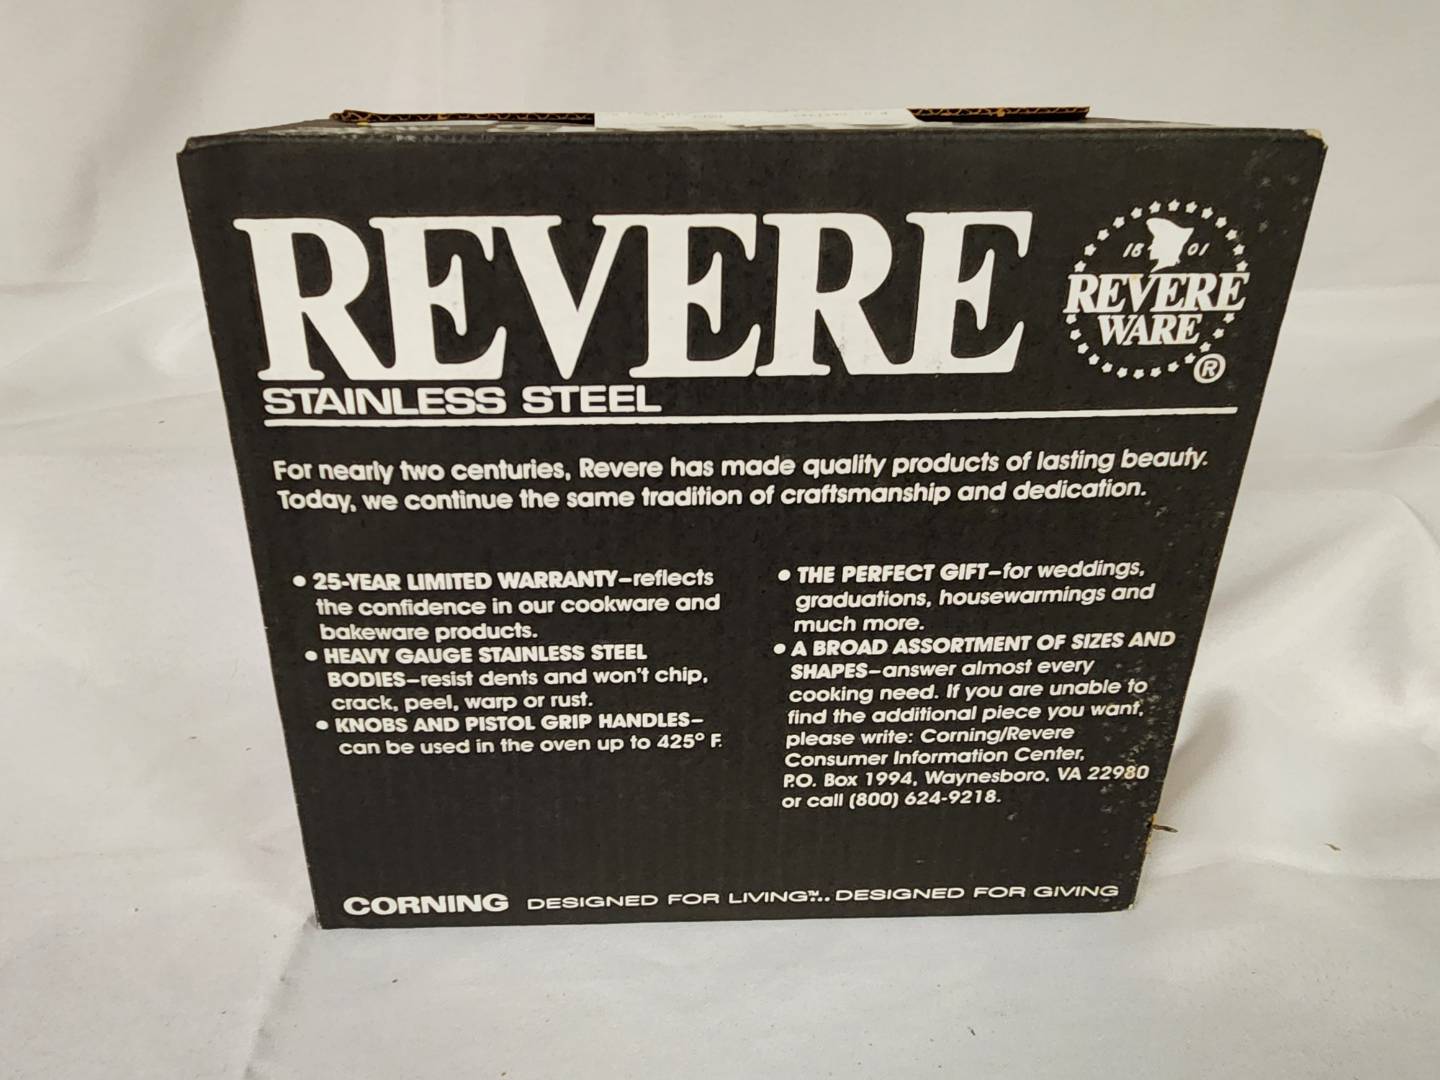 REVERE
STAINLESS STEEL
1801
REVERE
WARE
®
For nearly two centuries, Revere has made quality products of lasting beauty.
Today, we continue the same tradition of craftsmanship and dedication.
• 25-YEAR LIMITED WARRANTY–reflects
the confidence in our cookware and
bakeware products.
• HEAVY GAUGE STAINLESS STEEL
BODIES–resist dents and won't chip,
crack, peel, warp or rust.
• KNOBS AND PISTOL GRIP HANDLES–
can be used in the oven up to 425° F.
• THE PERFECT GIFT–for weddings,
graduations, housewarmings and
much more.
• A BROAD ASSORTMENT OF SIZES AND
SHAPES–answer almost every
cooking need. If you are unable to
find the additional piece you want,
please write: Corning/Revere
Consumer Information Center,
P.O. Box 1994, Waynesboro, VA 22980
or call (800) 624-9218.
CORNING DESIGNED FOR LIVING™... DESIGNED FOR GIVING